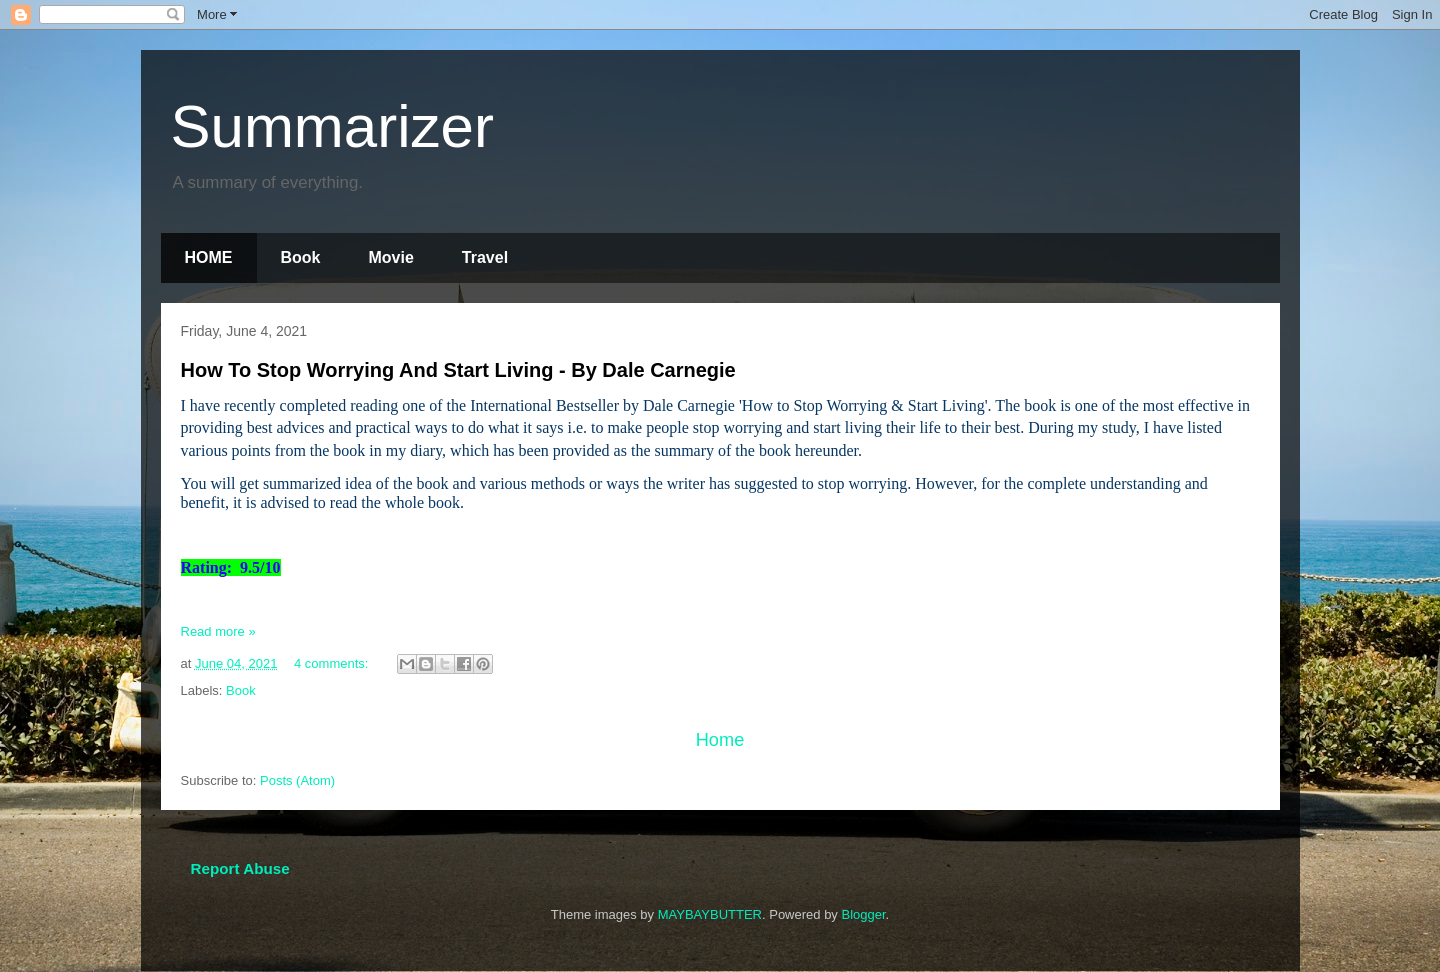 More
Create Blog
Sign In
Summarizer
A summary of everything.
HOME
Book
Movie
Travel
Friday, June 4, 2021
How To Stop Worrying And Start Living - By Dale Carnegie
I have recently completed reading one of the International Bestseller by Dale Carnegie 'How to Stop Worrying & Start Living'. The book is one of the most effective in
providing best advices and practical ways to do what it says i.e. to make people stop worrying and start living their life to their best. During my study, I have listed
various points from the book in my diary, which has been provided as the summary of the book hereunder.
You will get summarized idea of the book and various methods or ways the writer has suggested to stop worrying. However, for the complete understanding and
benefit, it is advised to read the whole book.
Rating:  9.5/10
Read more »
at June 04, 2021 4 comments:
Labels: Book
Home
Subscribe to: Posts (Atom)
Report Abuse
Theme images by MAYBAYBUTTER. Powered by Blogger.